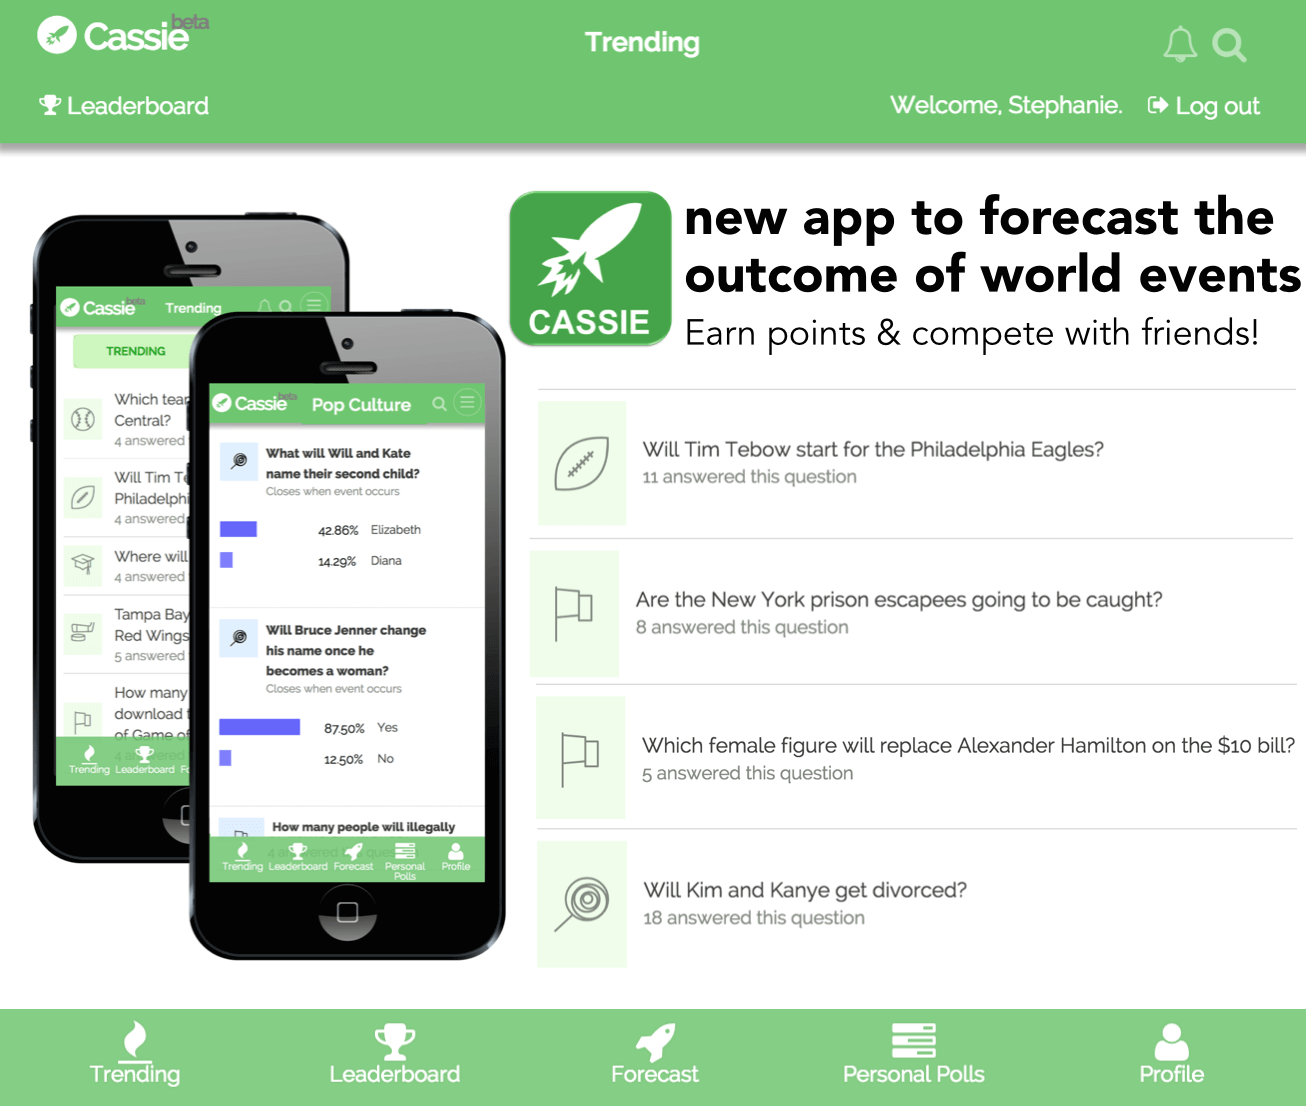 Cassie beta
Trending
Leaderboard
Welcome, Stephanie.
Log out
CASSIE
new app to forecast the
outcome of world events
Earn points & compete with friends!
Cassie beta
Trending
TRENDING
Which
Central?
4 answered
Will Tim
4 answered
Where will
4 answered
Tampa Bay
Red Wings
5 answered
How many
download
of Game of
Trending
Leaderboard
Cassie beta
Pop Culture
What will Will and Kate
name their second child?
Closes when event occurs
42.86% Elizabeth
14.29% Diana
Will Bruce Jenner change
his name once he
becomes a woman?
Closes when event occurs
87.50% Yes
12.50% No
How many people will illegally
Trending
Leaderboard
Forecast
Personal
Polls
Profile
Will Tim Tebow start for the Philadelphia Eagles?
11 answered this question
Are the New York prison escapees going to be caught?
8 answered this question
Which female figure will replace Alexander Hamilton on the $10 bill?
5 answered this question
Will Kim and Kanye get divorced?
18 answered this question
Trending
Leaderboard
Forecast
Personal Polls
Profile